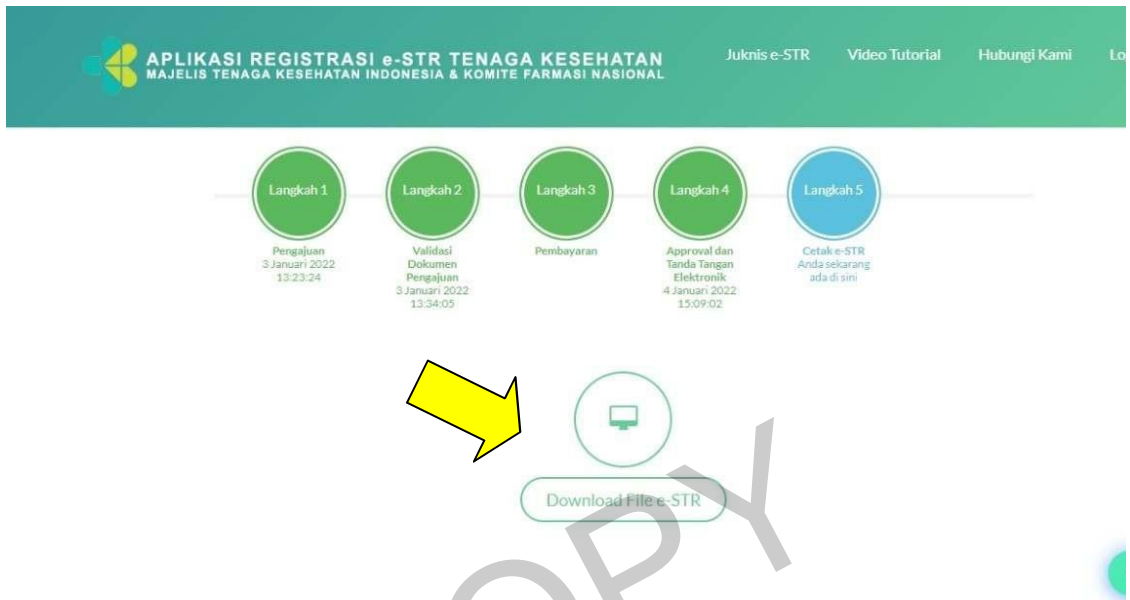 APLIKASI REGISTRASI e-STR TENAGA KESEHATAN
MAJELIS TENAGA KESEHATAN INDONESIA & KOMITE FARMASI NASIONAL
Juknis e-STR
Video Tutorial
Hubungi Kami
Lo
Langkah 1
Pengajuan
3 Januari 2022
13:23:24
Langkah 2
Validasi
Dokumen
Pengajuan
3 Januari 2022
13:34:05
Langkah 3
Pembayaran
Langkah 4
Approval dan
Tanda Tangan
Elektronik
4 Januari 2022
15:09:02
Langkah 5
Cetak e-STR
Anda sekarang
ada di sini
Download File e-STR
OPY